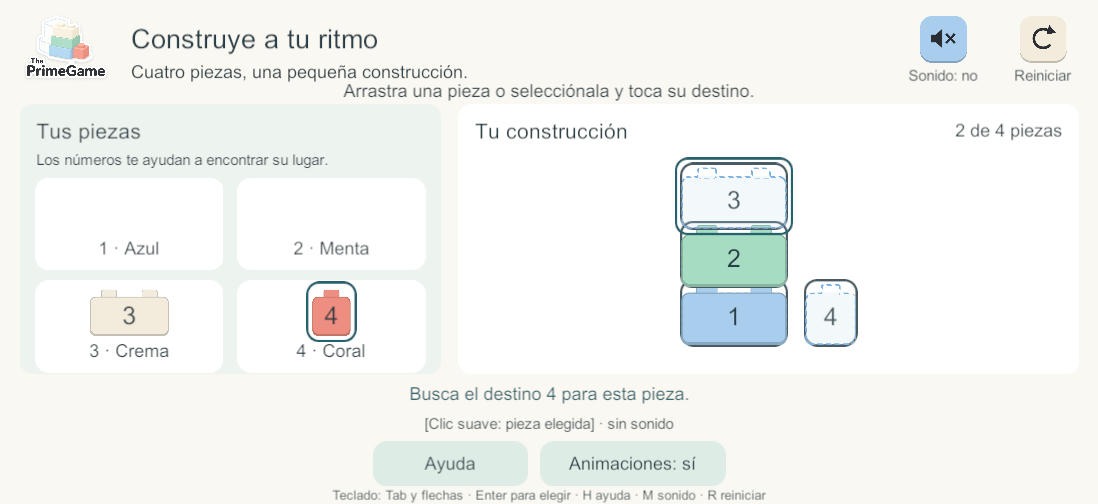 The
PrimeGame
Construye a tu ritmo
Cuatro piezas, una pequeña construcción.
Sonido: no
Reiniciar
Arrastra una pieza o selecciónala y toca su destino.
Tus piezas
Los números te ayudan a encontrar su lugar.
1 · Azul
2 · Menta
3
3 · Crema
4
4 · Coral
Tu construcción
2 de 4 piezas
3
2
1
4
Busca el destino 4 para esta pieza.
[Clic suave: pieza elegida] · sin sonido
Ayuda
Animaciones: sí
Teclado: Tab y flechas · Enter para elegir · H ayuda · M sonido · R reiniciar